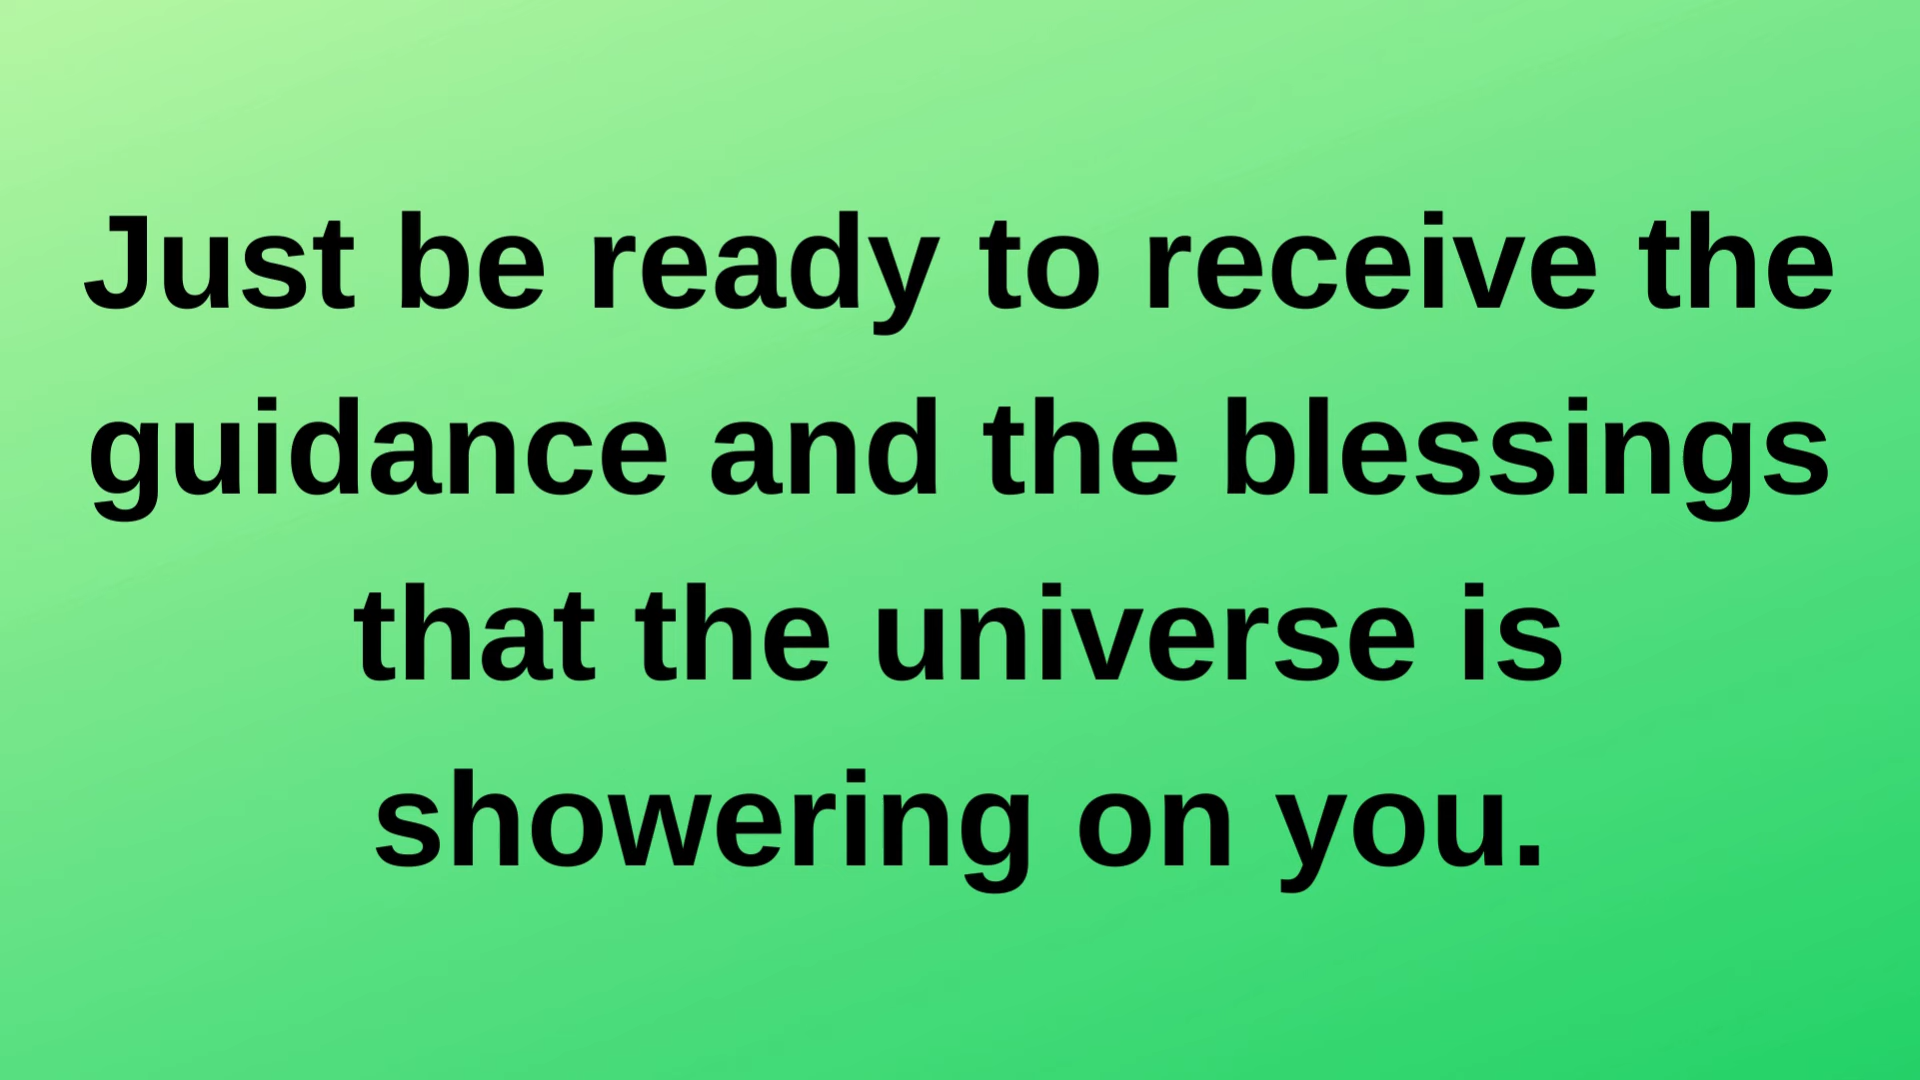 Just be ready to receive the
guidance and the blessings
that the universe is
showering on you.